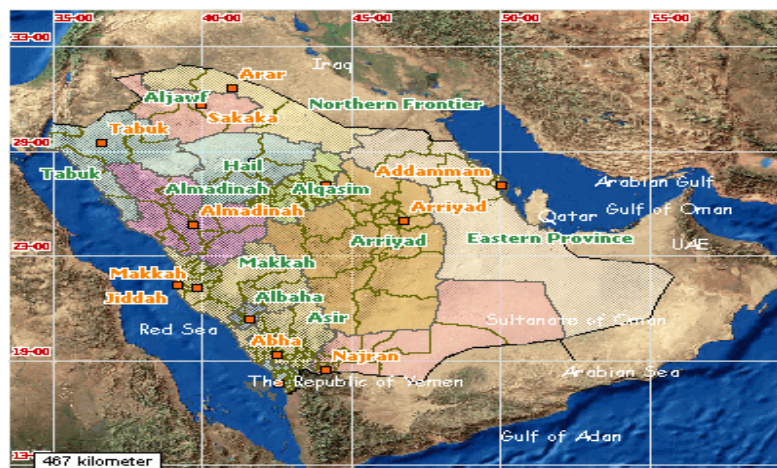 35-00
40-00
45-00
50-00
55-00
33-00
Iraq
Arar
Aljawf
Northern Frontier
Sakaka
Tabuk
29-00
Hail
Addammam
Tabuk
Almadinah
Alqasim
Arabian Gulf
Almadinah
Arriyad
Qatar
Gulf of Oman
Arriyad
Eastern Province
UAE
23-00
Makkah
Makkah
Jiddah
Albaha
Red Sea
Asir
Sultanate of Oman
Abha
19-00
Najran
Arabian Sea
The Republic of Yemen
Gulf of Adan
13-00
467 kilometer